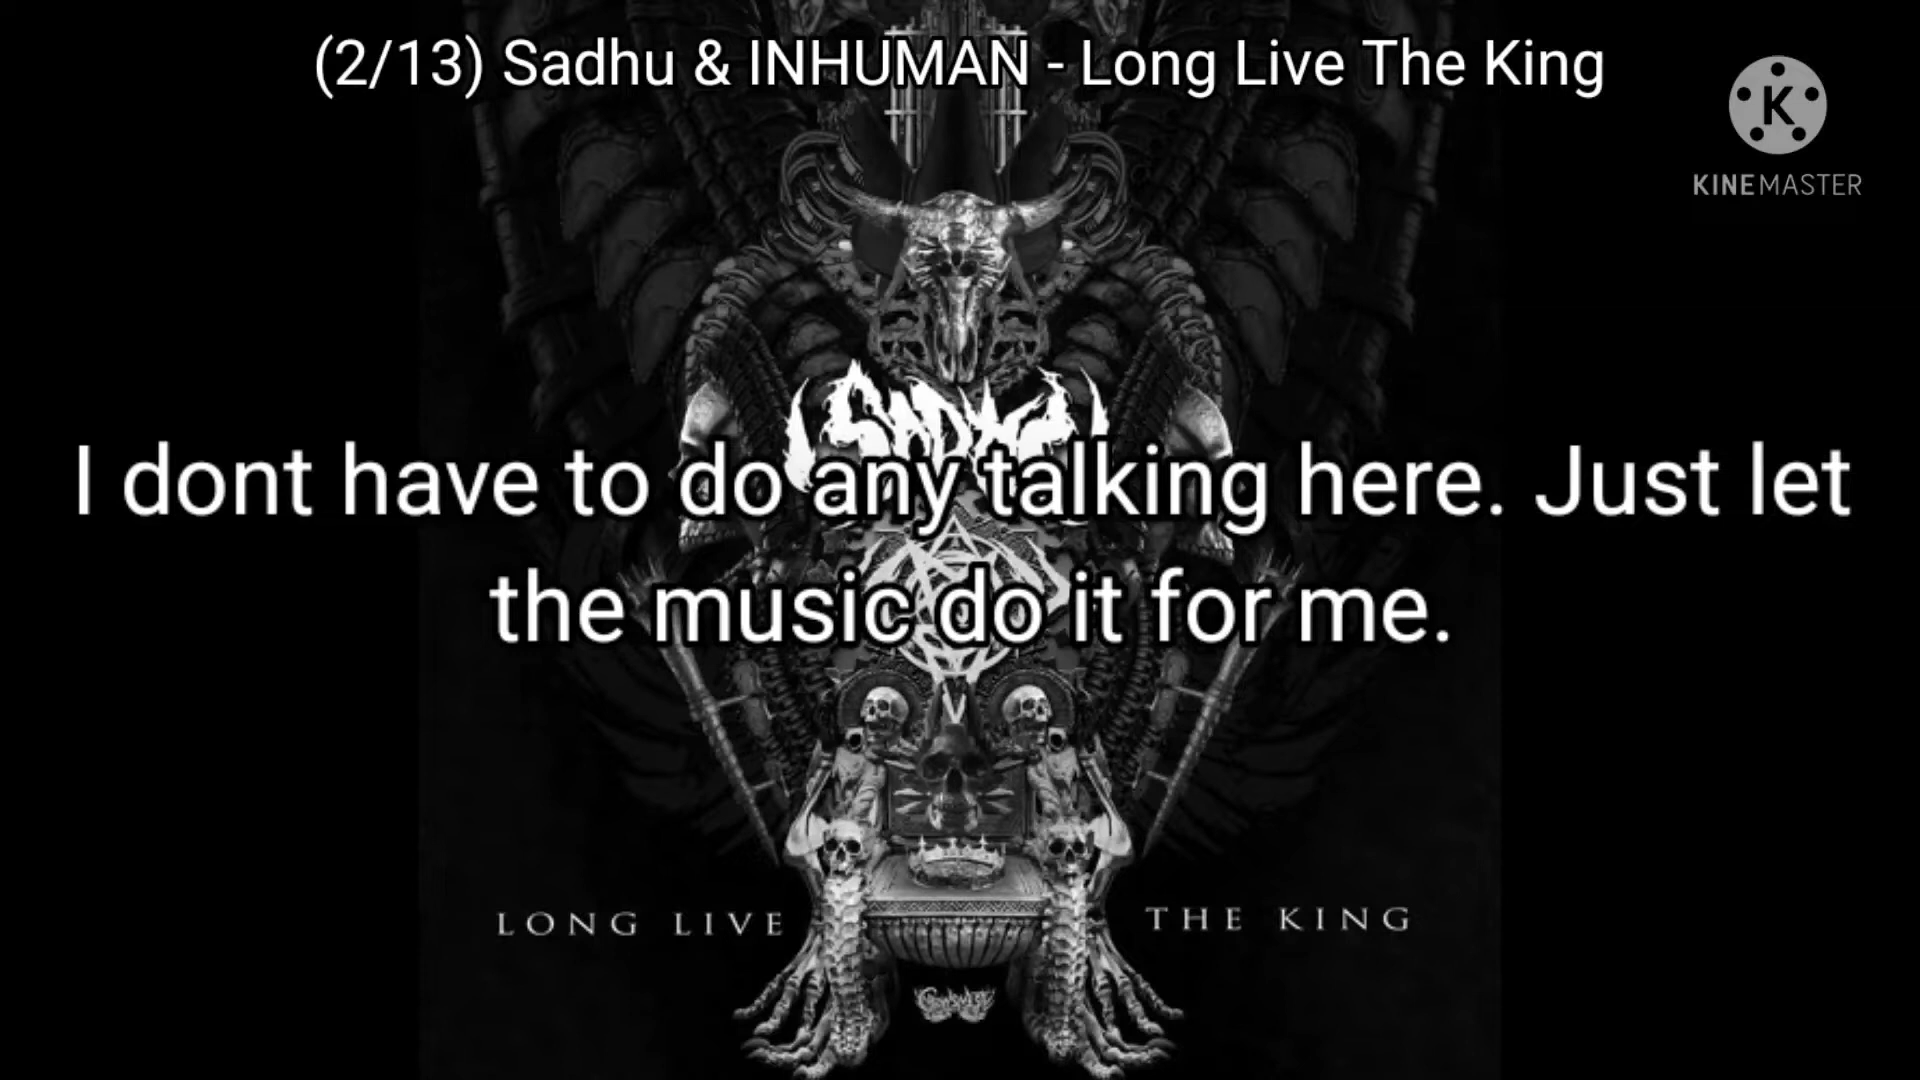 (2/13) Sadhu & INHUMAN - Long Live The King
K
KINEMASTER
SADHU
I dont have to do any talking here. Just let
the music do it for me.
LONG LIVE THE KING